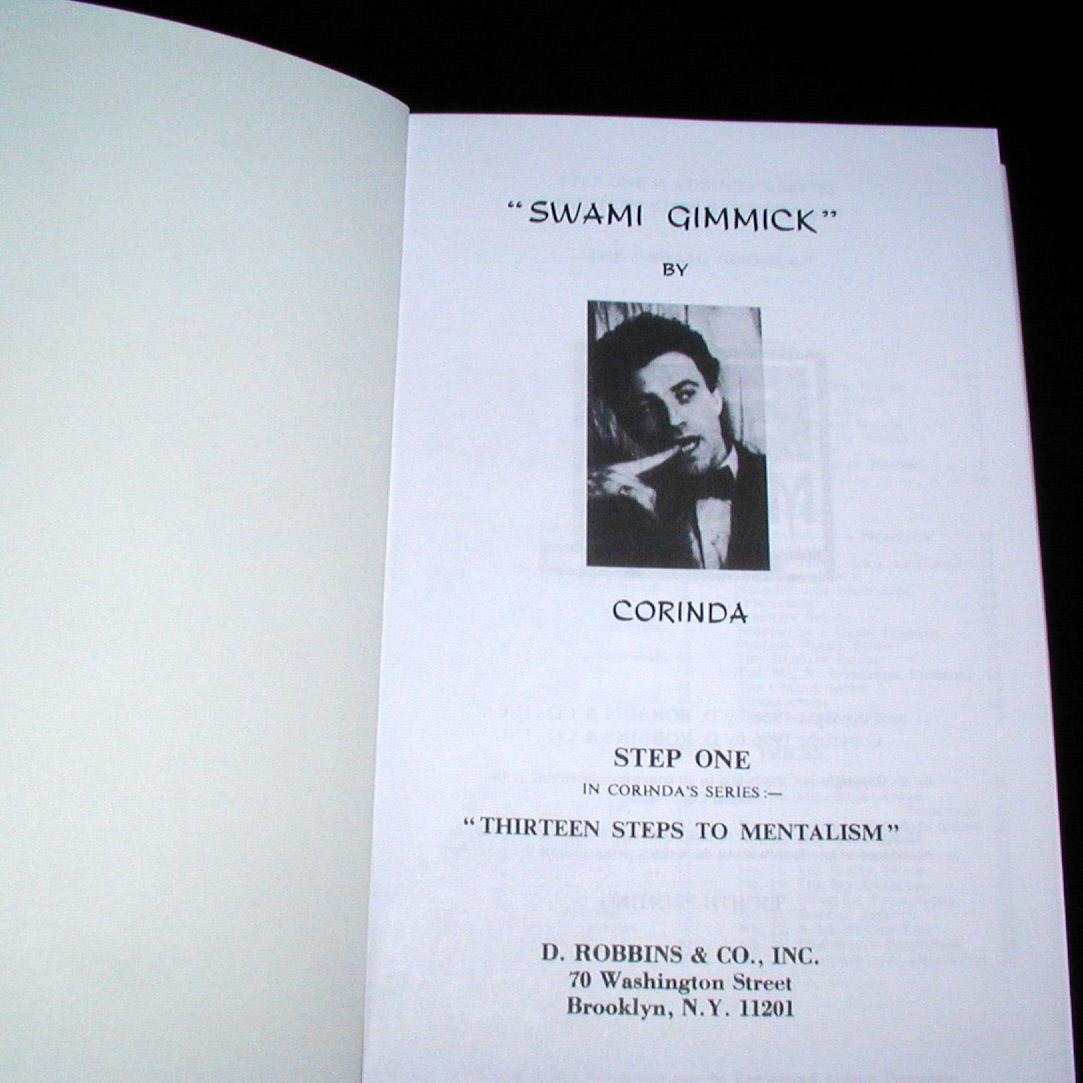 “SWAMI GIMMICK”
BY
CORINDA
STEP ONE
IN CORINDA'S SERIES :—
“THIRTEEN STEPS TO MENTALISM”
D. ROBBINS & CO., INC.
70 Washington Street
Brooklyn, N.Y. 11201